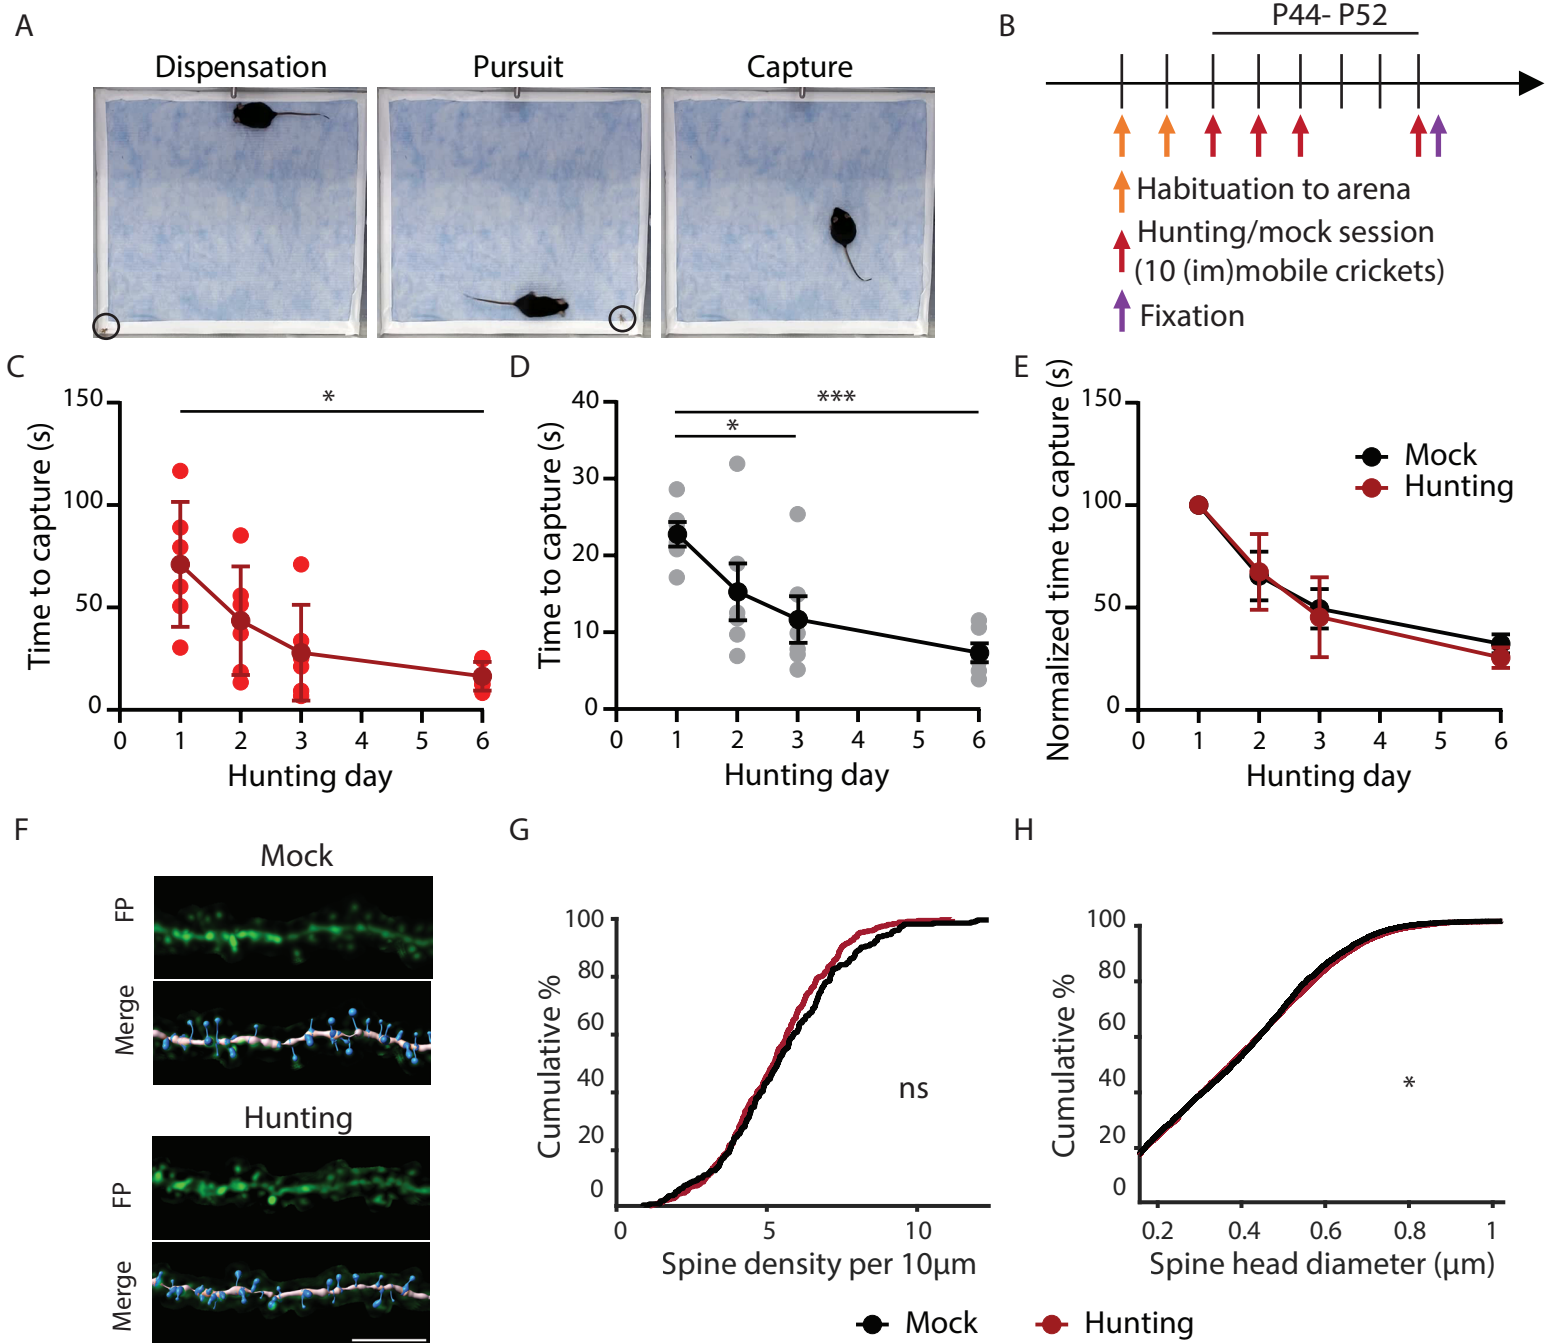 A
Dispensation
Pursuit
Capture
B
P44- P52
Habituation to arena
Hunting/mock session
(10 (im)mobile crickets)
Fixation
C
Time to capture (s)
150
100
50
0
*
0 1 2 3 4 5 6
Hunting day
D
Time to capture (s)
40
30
20
10
0
***
*
0 1 2 3 4 5 6
Hunting day
E
Normalized time to capture (s)
150
100
50
0
Mock
Hunting
0 1 2 3 4 5 6
Hunting day
F
Mock
FP
Merge
Hunting
FP
Merge
G
Cumulative %
100
80
60
40
20
0
ns
0 5 10
Spine density per 10µm
H
Cumulative %
100
80
60
40
20
0
*
0.2 0.4 0.6 0.8 1
Spine head diameter (µm)
Mock
Hunting